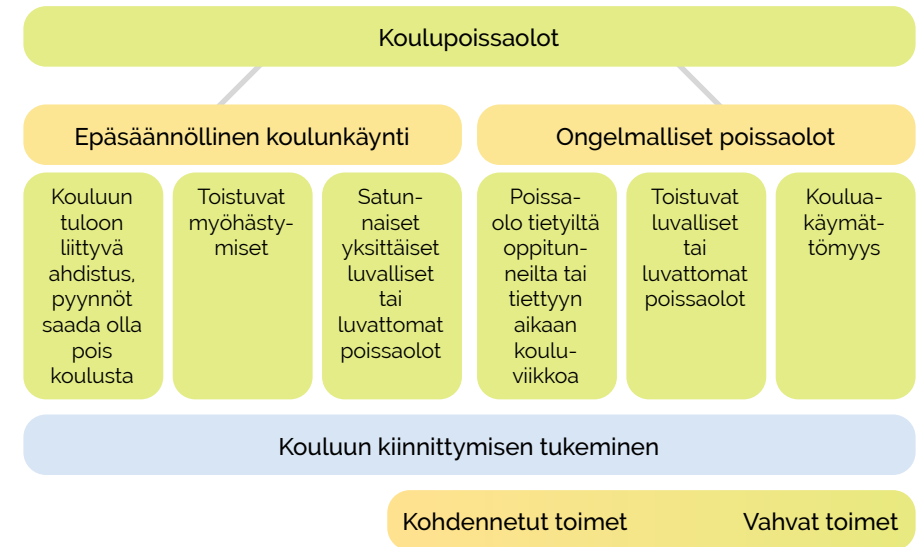 Koulupoissaolot
Epäsäännöllinen koulunkäynti
Ongelmalliset poissaolot
Kouluun
tuloon
liittyvä
ahdistus,
pyynnöt
saada olla
pois
koulusta
Toistuvat
myöhästy-
miset
Satun-
naiset
yksittäiset
luvalliset
tai
luvattomat
poissaolot
Poissa-
olo tietyiltä
oppitun-
neilta tai
tiettyyn
aikaan
koulu-
viikkoa
Toistuvat
luvalliset
tai
luvattomat
poissaolot
Koulua-
käymät-
tömyys
Kouluun kiinnittymisen tukeminen
Kohdennetut toimet
Vahvat toimet